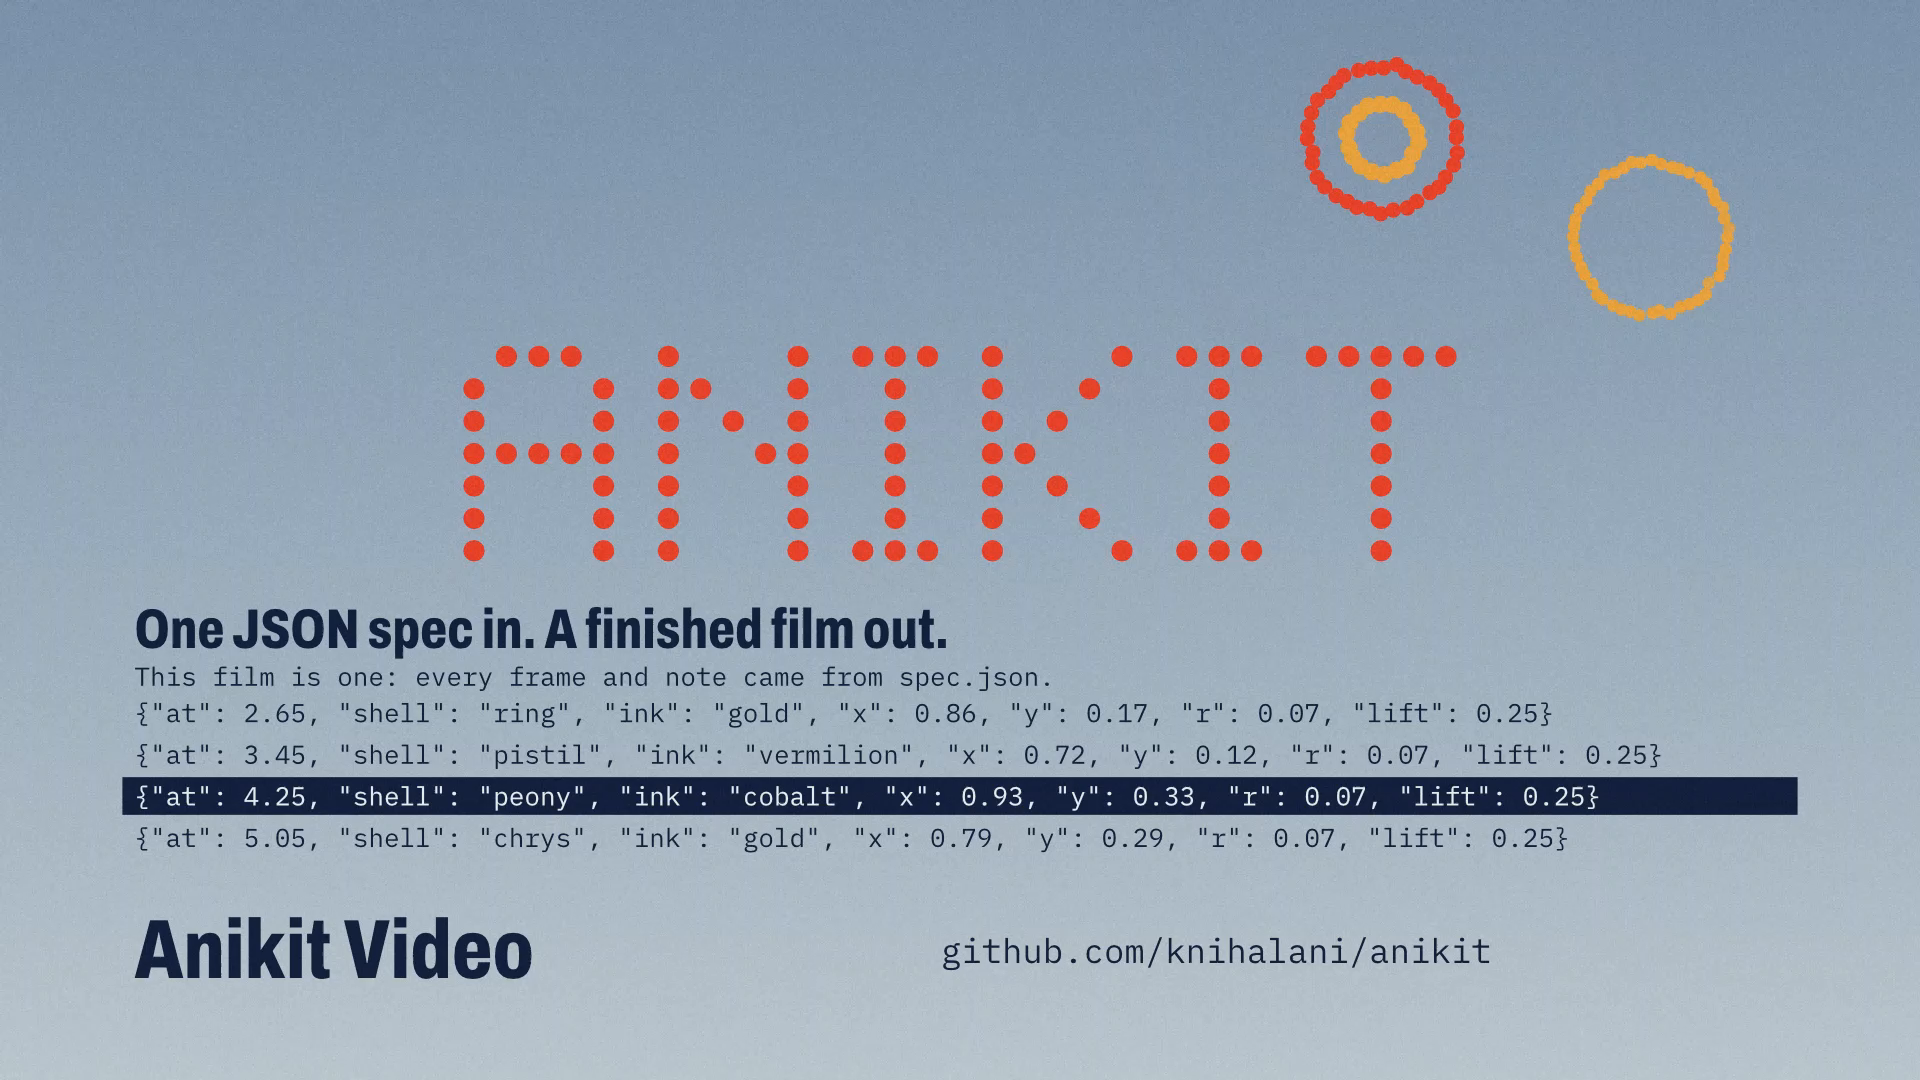 ANIKIT
One JSON spec in. A finished film out.
This film is one: every frame and note came from spec.json.
{"at": 2.65, "shell": "ring", "ink": "gold", "x": 0.86, "y": 0.17, "r": 0.07, "lift": 0.25}
{"at": 3.45, "shell": "pistil", "ink": "vermilion", "x": 0.72, "y": 0.12, "r": 0.07, "lift": 0.25}
{"at": 4.25, "shell": "peony", "ink": "cobalt", "x": 0.93, "y": 0.33, "r": 0.07, "lift": 0.25}
{"at": 5.05, "shell": "chrys", "ink": "gold", "x": 0.79, "y": 0.29, "r": 0.07, "lift": 0.25}
Anikit Video
github.com/knihalani/anikit